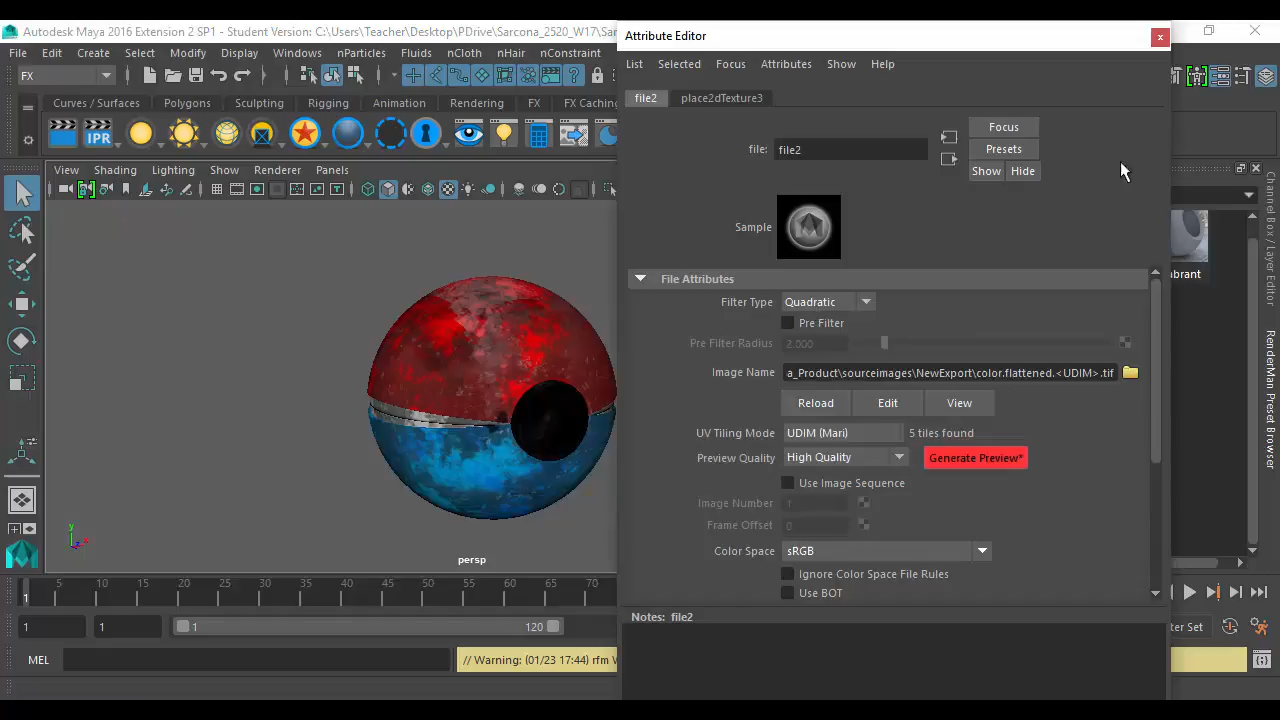 Autodesk Maya 2016 Extension 2 SP1 - Student Version: C:\Users\Teacher\Desktop\PDrive\Sarcona_2520_W17\Sar
File Edit Create Select Modify Display Windows nParticles Fluids nCloth nHair nConstraint
FX
Curves / Surfaces Polygons Sculpting Rigging Animation Rendering FX FX Caching
IPR
View Shading Lighting Show Renderer Panels
persp
Attribute Editor
List Selected Focus Attributes Show Help
file2 place2dTexture3
file: file2
Focus
Presets
Show Hide
Sample
File Attributes
Filter Type Quadratic
Pre Filter
Pre Filter Radius 2.000
Image Name a_Product\sourceimages\NewExport\color.flattened.<UDIM>.tif
Reload Edit View
UV Tiling Mode UDIM (Mari) 5 tiles found
Preview Quality High Quality Generate Preview*
Use Image Sequence
Image Number 1
Frame Offset 0
Color Space sRGB
Ignore Color Space File Rules
Use BOT
Notes: file2
brant
Channel Box / Layer Editor
RenderMan Preset Browser
5 10 15 20 25 30 35 40 45 50 55 60 65 70
1
1 1 1 120
ter Set
MEL // Warning: (01/23 17:44) rfm